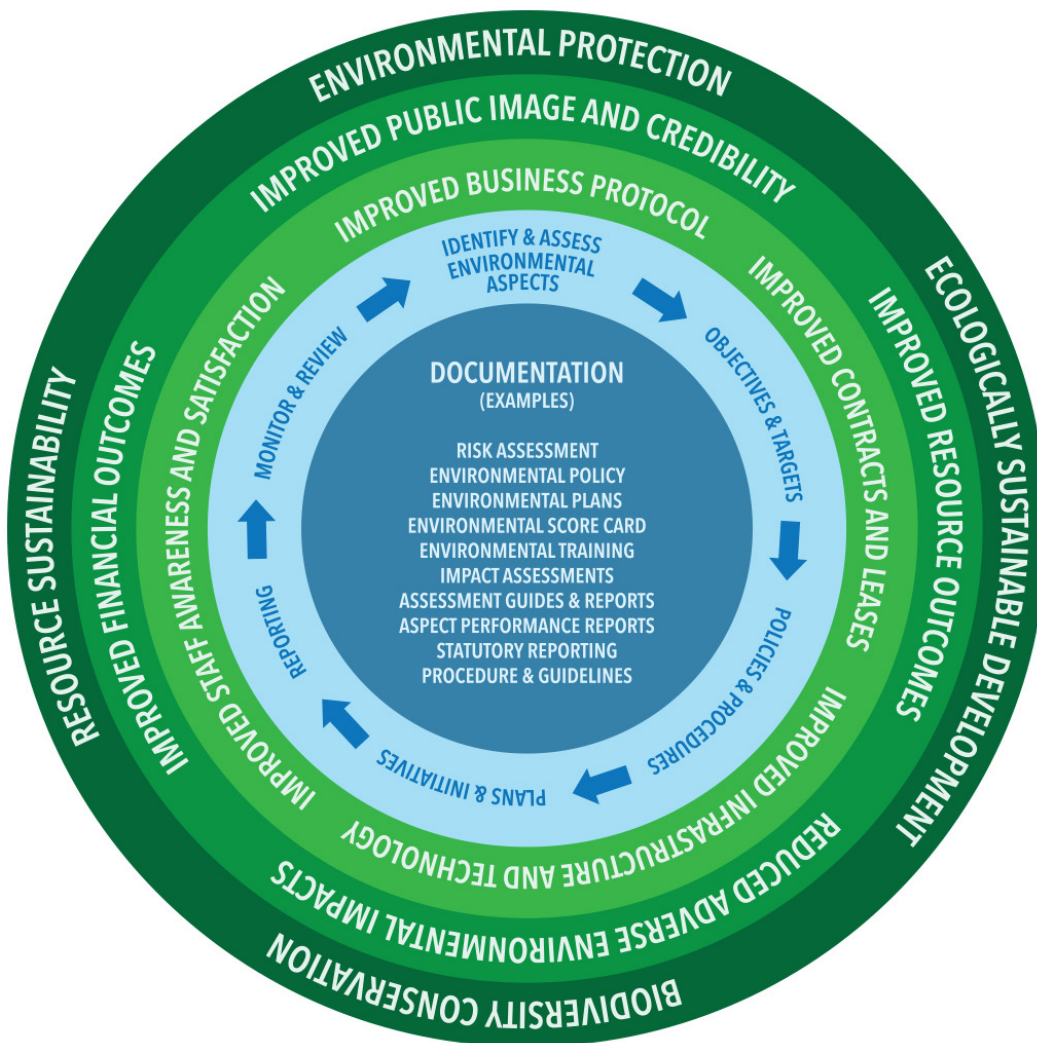 ENVIRONMENTAL PROTECTION
ECOLOGICALLY SUSTAINABLE DEVELOPMENT
BIODIVERSITY CONSERVATION
RESOURCE SUSTAINABILITY
IMPROVED PUBLIC IMAGE AND CREDIBILITY
IMPROVED RESOURCE OUTCOMES
REDUCED ADVERSE ENVIRONMENTAL IMPACTS
IMPROVED FINANCIAL OUTCOMES
IMPROVED BUSINESS PROTOCOL
IMPROVED CONTRACTS AND LEASES
IMPROVED INFRASTRUCTURE AND TECHNOLOGY
IMPROVED STAFF AWARENESS AND SATISFACTION
IDENTIFY & ASSESS
ENVIRONMENTAL
ASPECTS
OBJECTIVES & TARGETS
POLICIES & PROCEDURES
PLANS & INITIATIVES
REPORTING
MONITOR & REVIEW
DOCUMENTATION
(EXAMPLES)
RISK ASSESSMENT
ENVIRONMENTAL POLICY
ENVIRONMENTAL PLANS
ENVIRONMENTAL SCORE CARD
ENVIRONMENTAL TRAINING
IMPACT ASSESSMENTS
ASSESSMENT GUIDES & REPORTS
ASPECT PERFORMANCE REPORTS
STATUTORY REPORTING
PROCEDURE & GUIDELINES